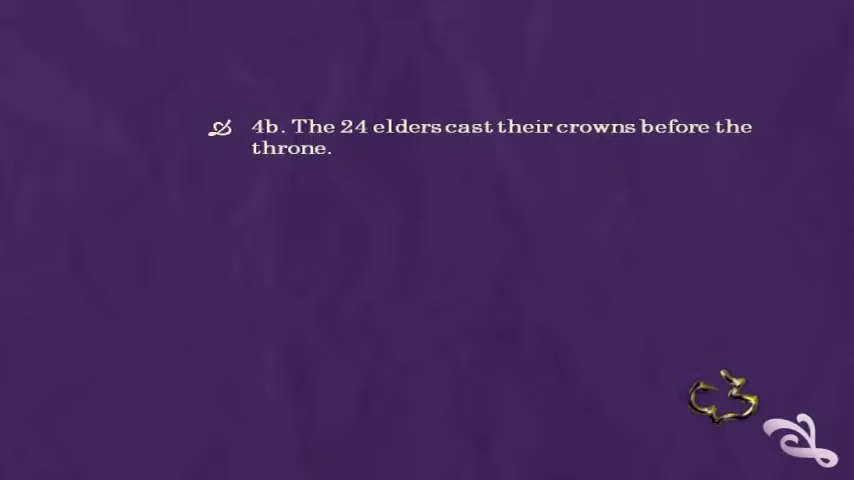 4b. The 24 elders cast their crowns before the
throne.